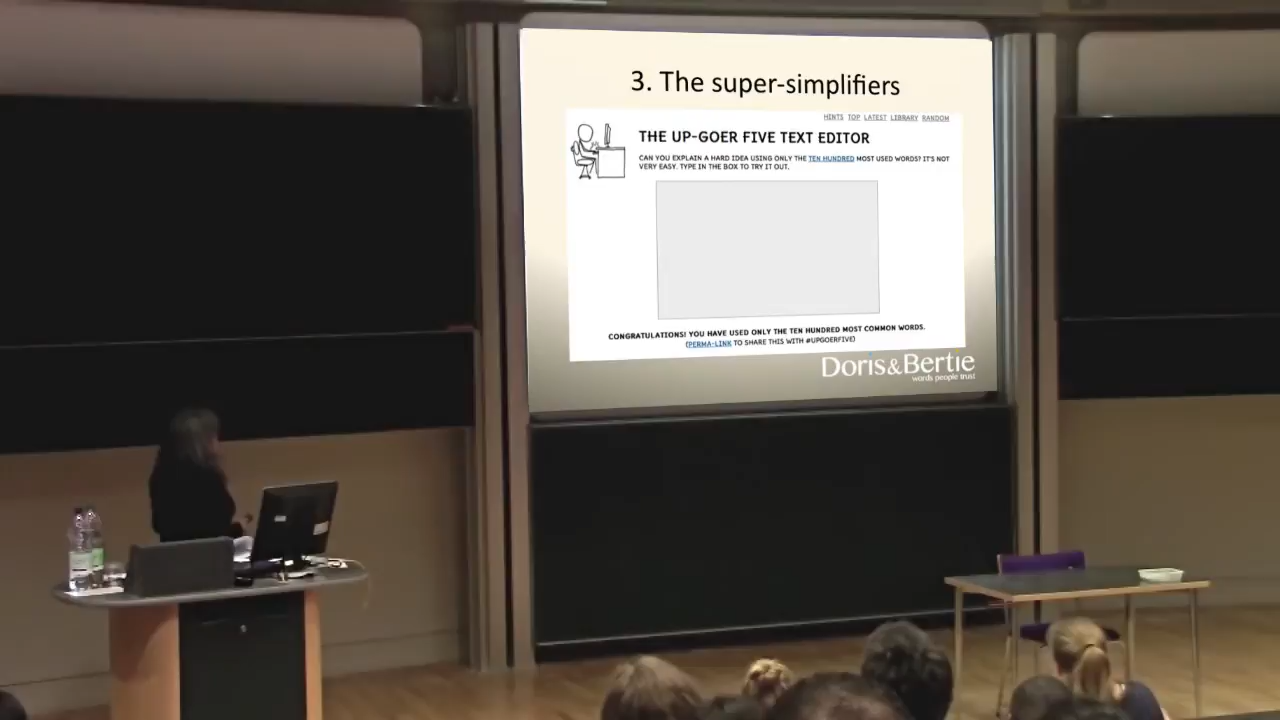 3. The super-simplifiers
HINTS TOP LATEST LIBRARY RANDOM
THE UP-GOER FIVE TEXT EDITOR
CAN YOU EXPLAIN A HARD IDEA USING ONLY THE TEN HUNDRED MOST USED WORDS? IT'S NOT
VERY EASY. TYPE IN THE BOX TO TRY IT OUT.
CONGRATULATIONS! YOU HAVE USED ONLY THE TEN HUNDRED MOST COMMON WORDS.
(PERMA-LINK TO SHARE THIS WITH #UPGOERFIVE)
Doris&Bertie
words people trust